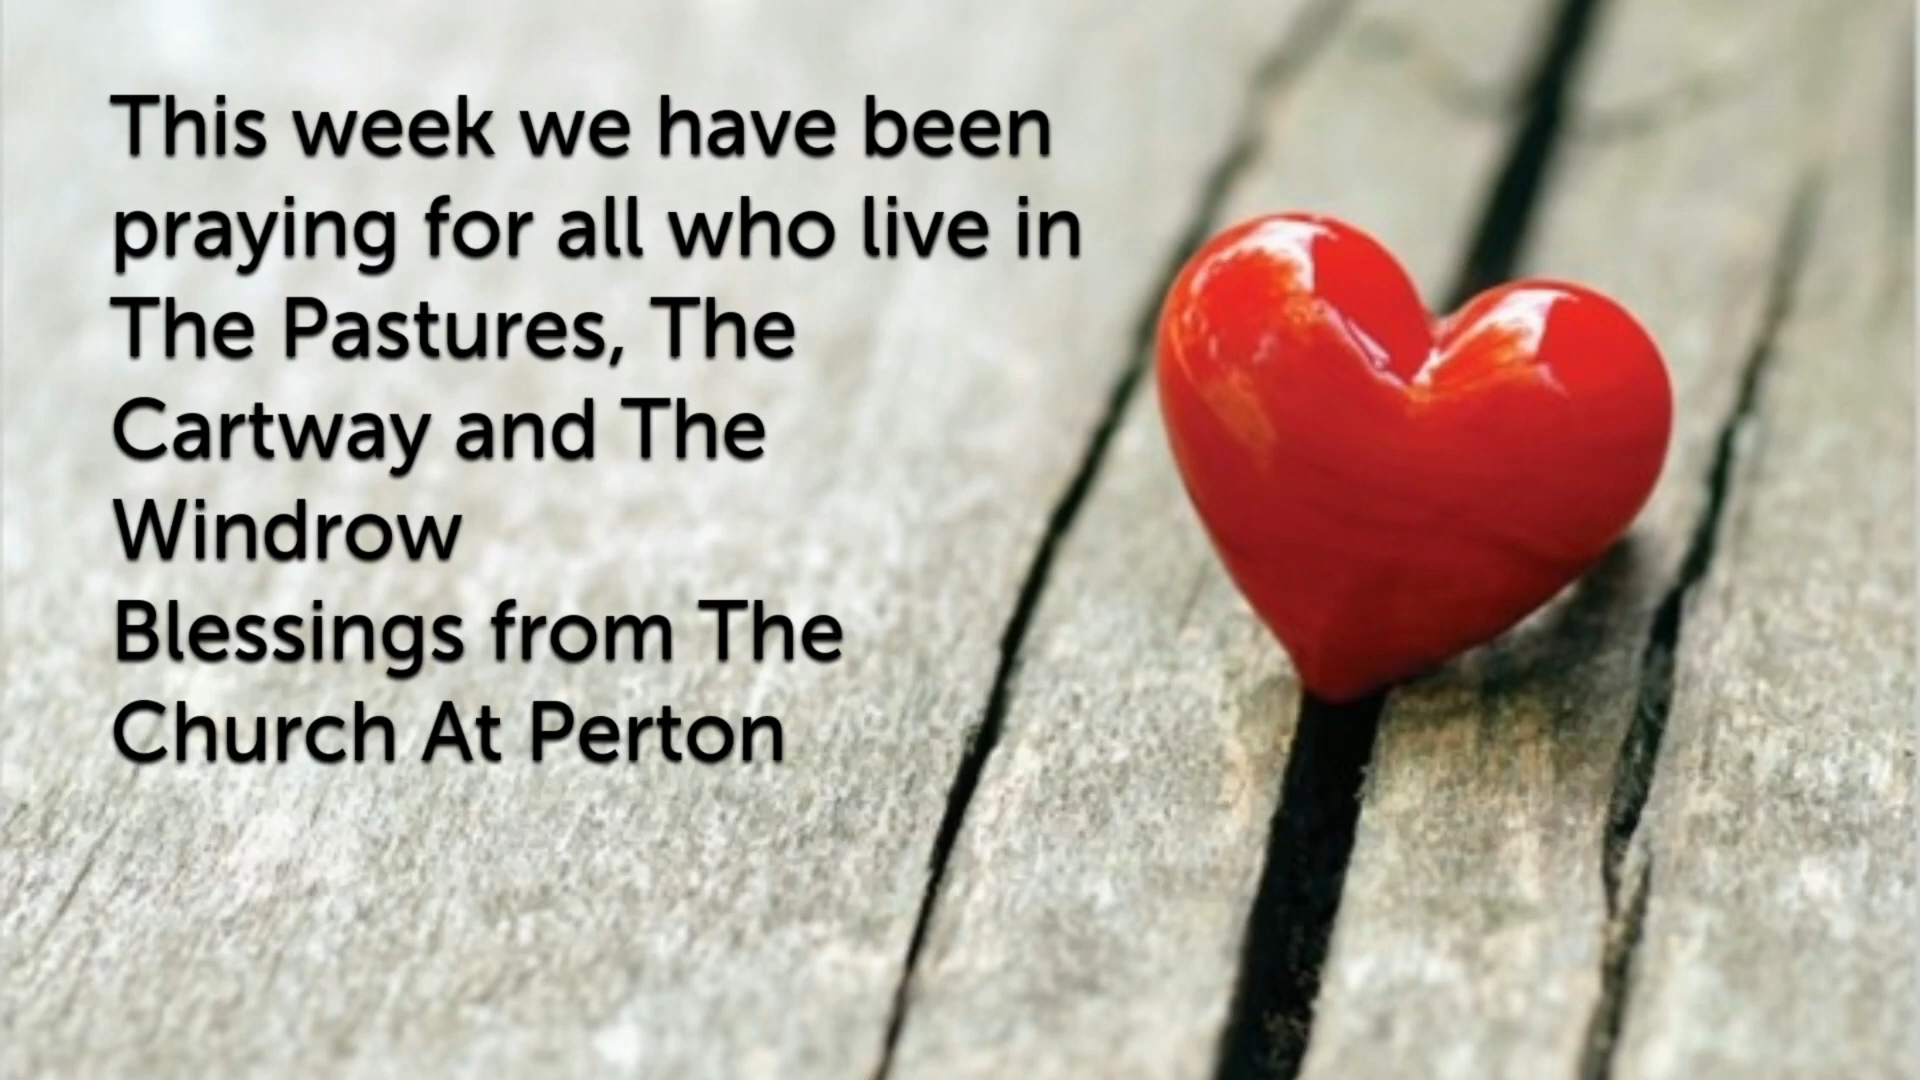 This week we have been
praying for all who live in
The Pastures, The
Cartway and The
Windrow
Blessings from The
Church At Perton